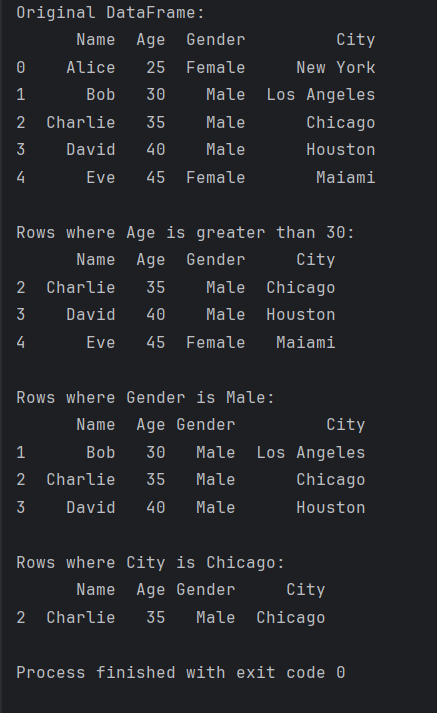 Original DataFrame:
      Name  Age  Gender         City
0    Alice   25  Female     New York
1      Bob   30    Male  Los Angeles
2  Charlie   35    Male      Chicago
3    David   40    Male      Houston
4      Eve   45  Female       Maiami

Rows where Age is greater than 30:
      Name  Age  Gender     City
2  Charlie   35    Male  Chicago
3    David   40    Male  Houston
4      Eve   45  Female   Maiami

Rows where Gender is Male:
      Name  Age Gender         City
1      Bob   30   Male  Los Angeles
2  Charlie   35   Male      Chicago
3    David   40   Male      Houston

Rows where City is Chicago:
      Name  Age Gender     City
2  Charlie   35   Male  Chicago

Process finished with exit code 0